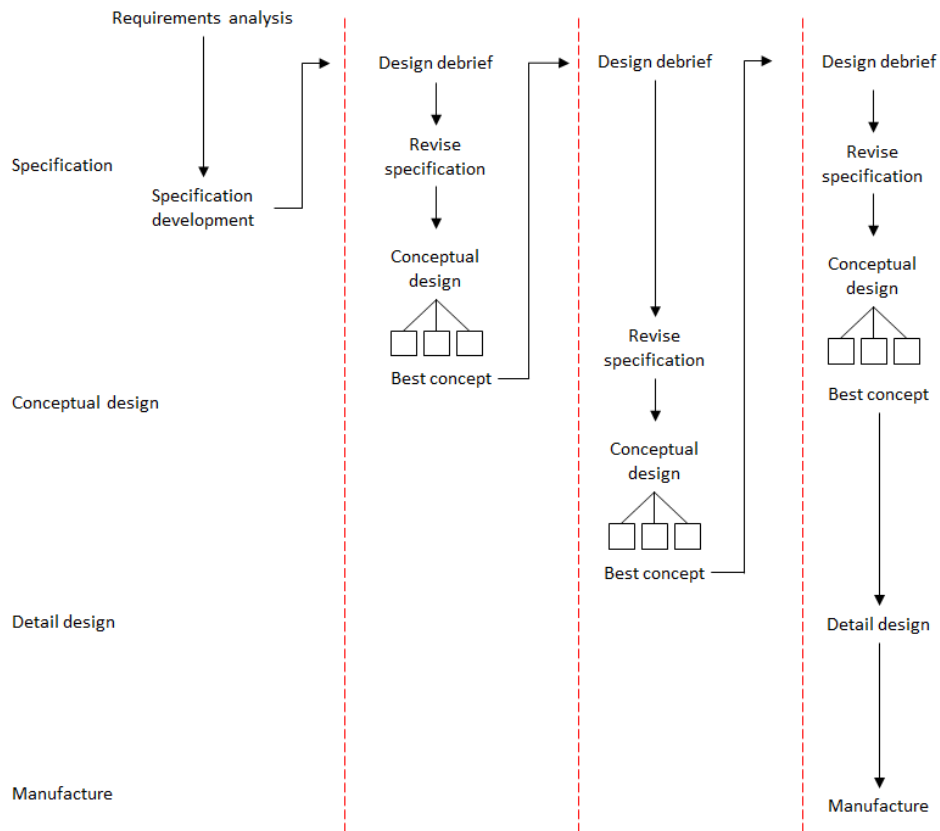 Requirements analysis
Specification
Specification
development
Conceptual design
Detail design
Manufacture
Design debrief
Revise
specification
Conceptual
design
Best concept
Design debrief
Revise
specification
Conceptual
design
Best concept
Design debrief
Revise
specification
Conceptual
design
Best concept
Detail design
Manufacture